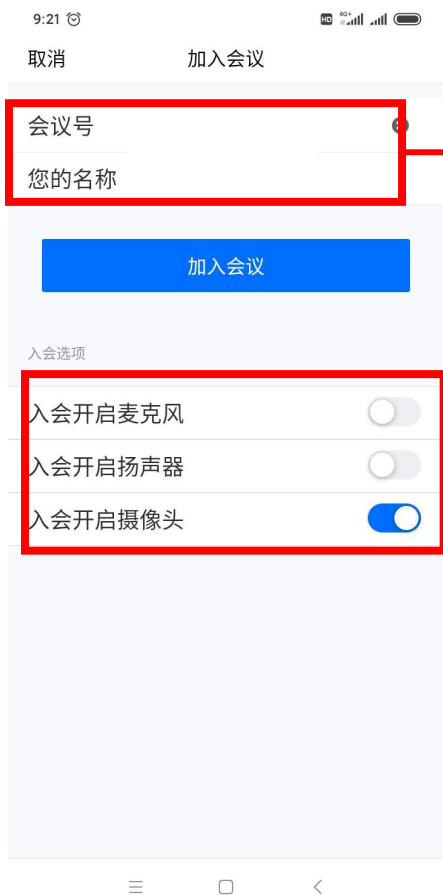 9:21
HD 4G+
取消 加入会议
会议号
您的名称
加入会议
入会选项
入会开启麦克风
入会开启扬声器
入会开启摄像头